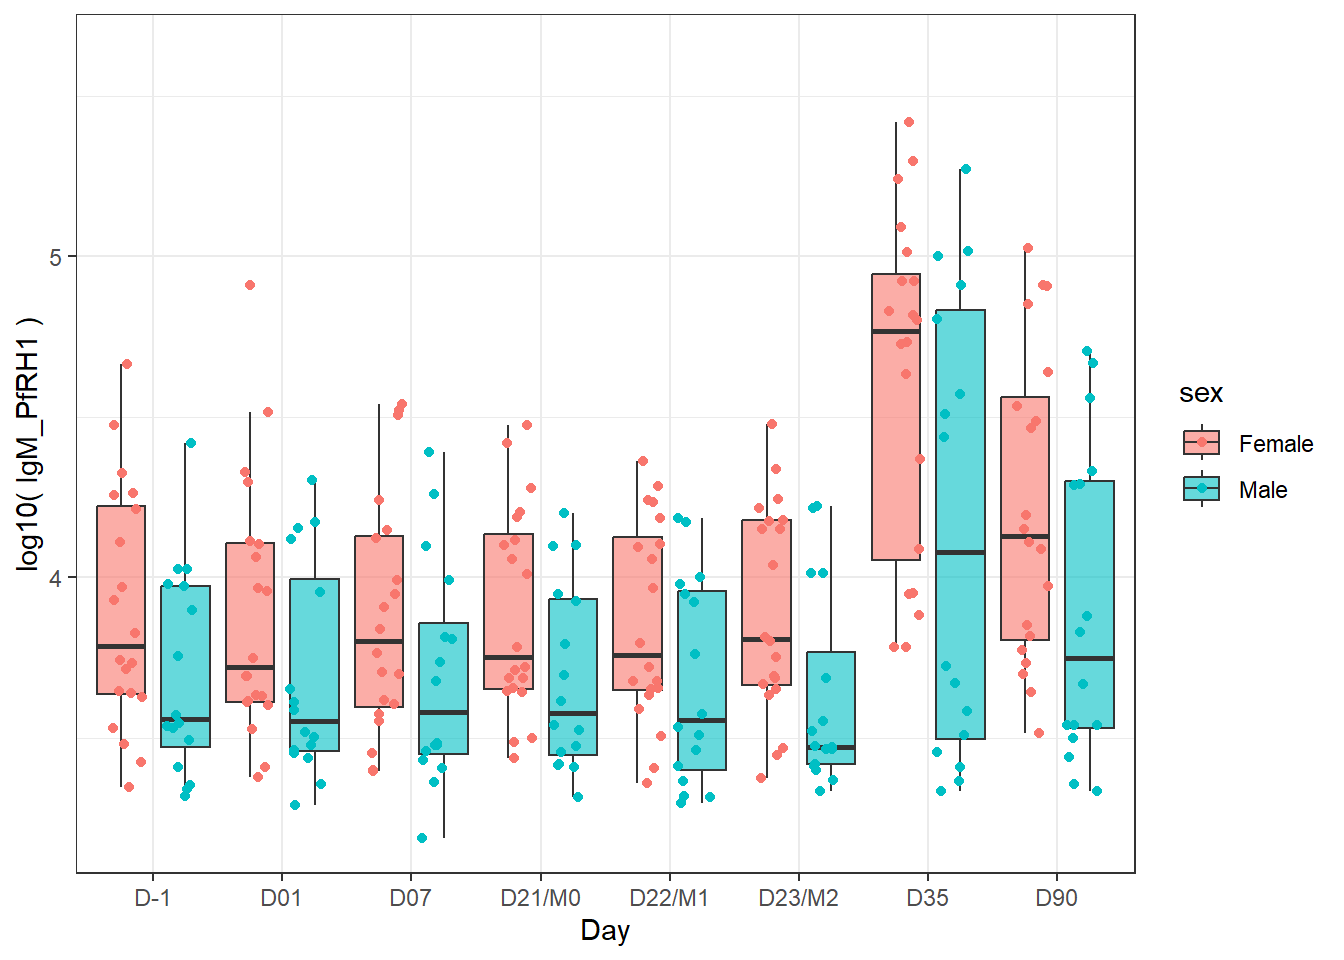 log10( IgM_PfRH1 )
5
4
D-1 D01 D07 D21/M0 D22/M1 D23/M2 D35 D90
Day
sex
Female
Male